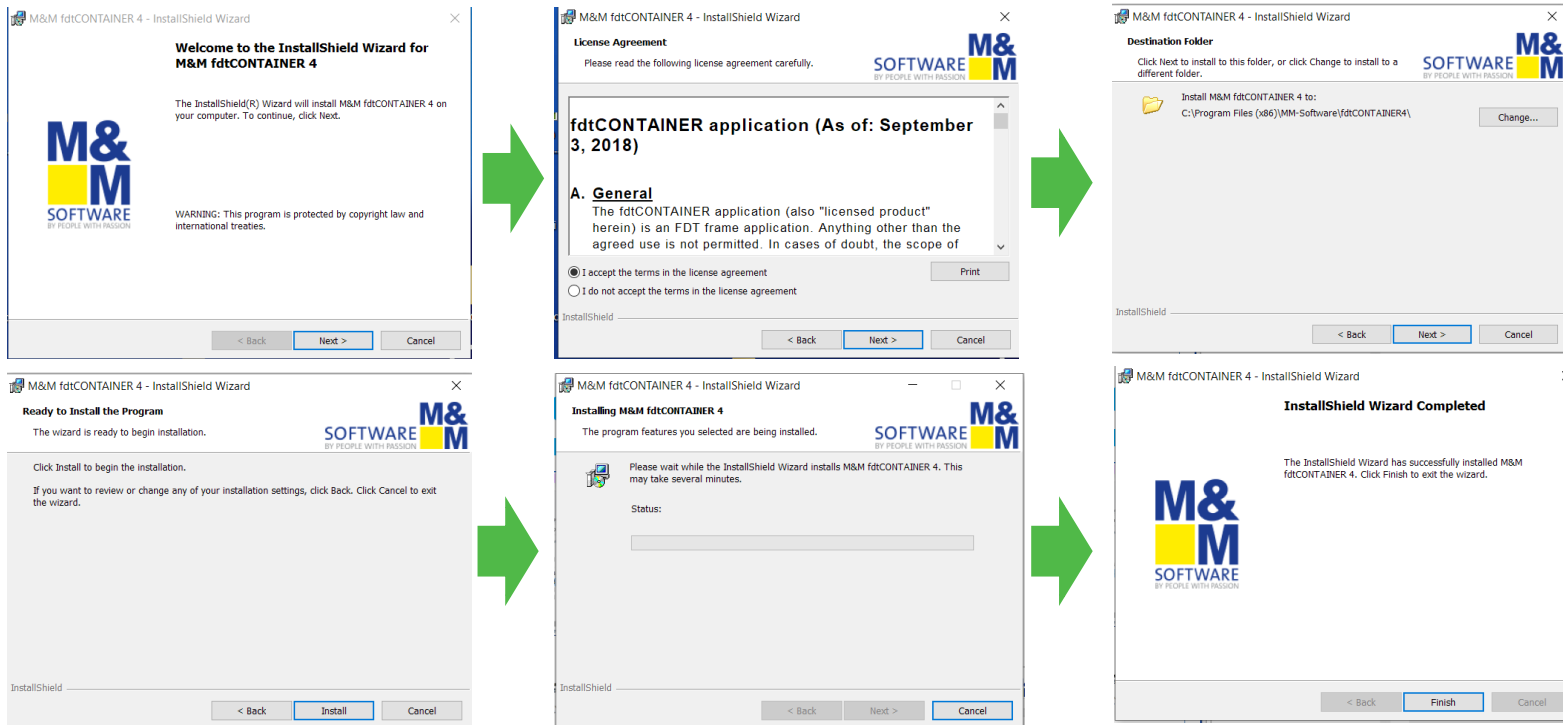 M&M fdtCONTAINER 4 - InstallShield Wizard
Welcome to the InstallShield Wizard for
M&M fdtCONTAINER 4
The InstallShield(R) Wizard will install M&M fdtCONTAINER 4 on
your computer. To continue, click Next.
M&
M
SOFTWARE
BY PEOPLE WITH PASSION
WARNING: This program is protected by copyright law and
international treaties.
< Back
Next >
Cancel
M&M fdtCONTAINER 4 - InstallShield Wizard
License Agreement
Please read the following license agreement carefully.
M&
SOFTWARE M
BY PEOPLE WITH PASSION
fdtCONTAINER application (As of: September
3, 2018)
A. General
The fdtCONTAINER application (also "licensed product"
herein) is an FDT frame application. Anything other than the
agreed use is not permitted. In cases of doubt, the scope of
I accept the terms in the license agreement
Print
I do not accept the terms in the license agreement
InstallShield
< Back
Next >
Cancel
M&M fdtCONTAINER 4 - InstallShield Wizard
Destination Folder
Click Next to install to this folder, or click Change to install to a
different folder.
M&
SOFTWARE M
BY PEOPLE WITH PASSION
Install M&M fdtCONTAINER 4 to:
C:\Program Files (x86)\MM-Software\fdtCONTAINER4\
Change...
InstallShield
< Back
Next >
Cancel
M&M fdtCONTAINER 4 - InstallShield Wizard
Ready to Install the Program
The wizard is ready to begin installation.
M&
SOFTWARE M
BY PEOPLE WITH PASSION
Click Install to begin the installation.
If you want to review or change any of your installation settings, click Back. Click Cancel to exit
the wizard.
InstallShield
< Back
Install
Cancel
M&M fdtCONTAINER 4 - InstallShield Wizard
Installing M&M fdtCONTAINER 4
The program features you selected are being installed.
M&
SOFTWARE M
BY PEOPLE WITH PASSION
Please wait while the InstallShield Wizard installs M&M fdtCONTAINER 4. This
may take several minutes.
Status:
InstallShield
< Back
Next >
Cancel
M&M fdtCONTAINER 4 - InstallShield Wizard
InstallShield Wizard Completed
The InstallShield Wizard has successfully installed M&M
fdtCONTAINER 4. Click Finish to exit the wizard.
M&
M
SOFTWARE
BY PEOPLE WITH PASSION
< Back
Finish
Cancel